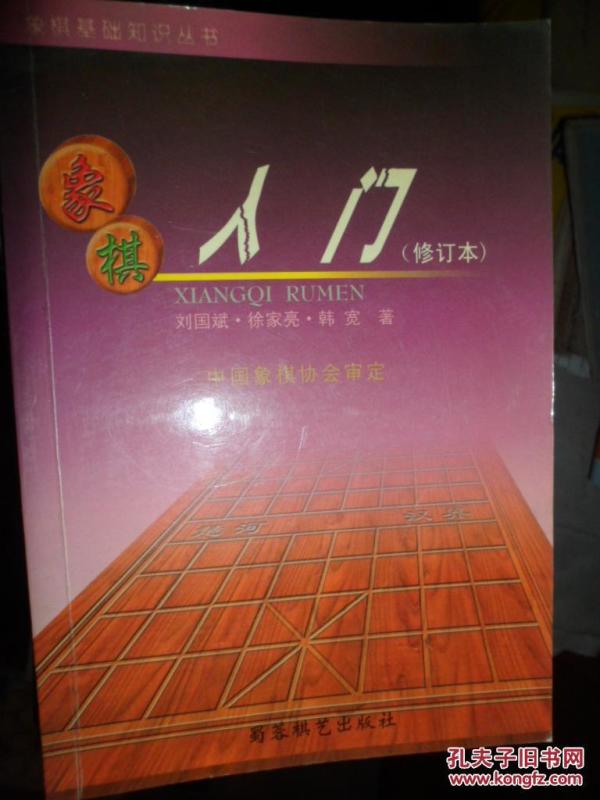 象棋基础知识丛书
象棋 入门(修订本)
XIANGQI RUMEN
刘国斌·徐家亮·韩宽 著
中国象棋协会审定
楚河 汉界
蜀蓉棋艺出版社
孔夫子旧书网
www.kongfz.com